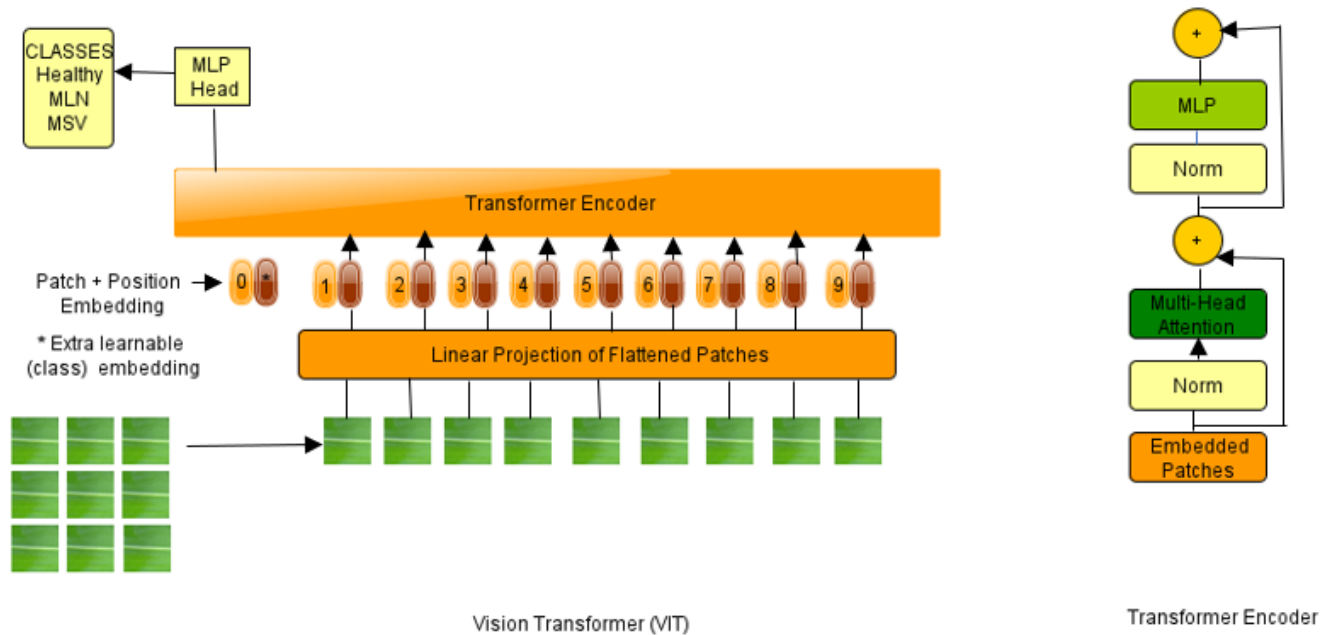 CLASSES
Healthy
MLN
MSV
MLP
Head
Transformer Encoder
Patch + Position
Embedding
0 *
1
2
3
4
5
6
7
8
9
* Extra learnable
(class) embedding
Linear Projection of Flattened Patches
Vision Transformer (VIT)
+
MLP
Norm
+
Multi-Head
Attention
Norm
Embedded
Patches
Transformer Encoder